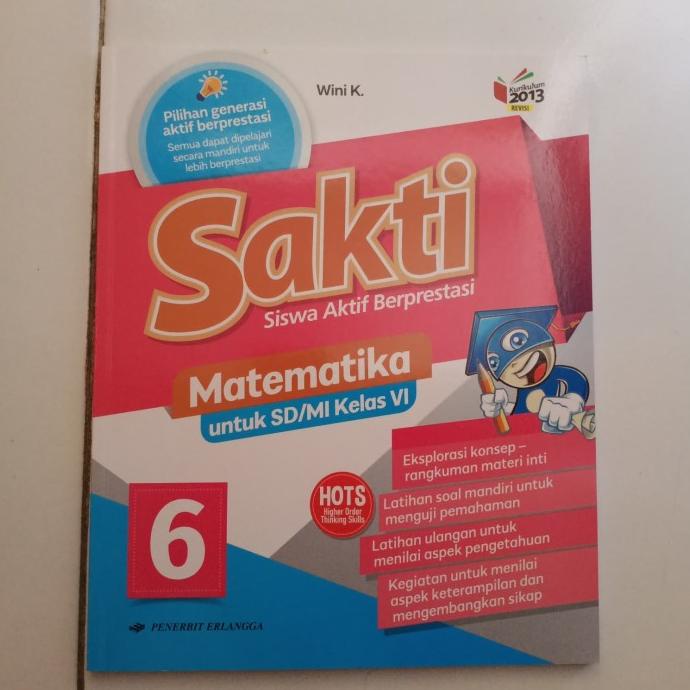 Pilihan generasi
aktif berprestasi
Semua dapat dipelajari
secara mandiri untuk
lebih berprestasi
Wini K.
Kurikulum
2013
REVISI
Sakti
Siswa Aktif Berprestasi
Matematika
untuk SD/MI Kelas VI
Eksplorasi konsep –
rangkuman materi inti
HOTS
Higher Order
Thinking Skills
Latihan soal mandiri untuk
menguji pemahaman
Latihan ulangan untuk
menilai aspek pengetahuan
Kegiatan untuk menilai
aspek keterampilan dan
mengembangkan sikap
6
PENERBIT ERLANGGA